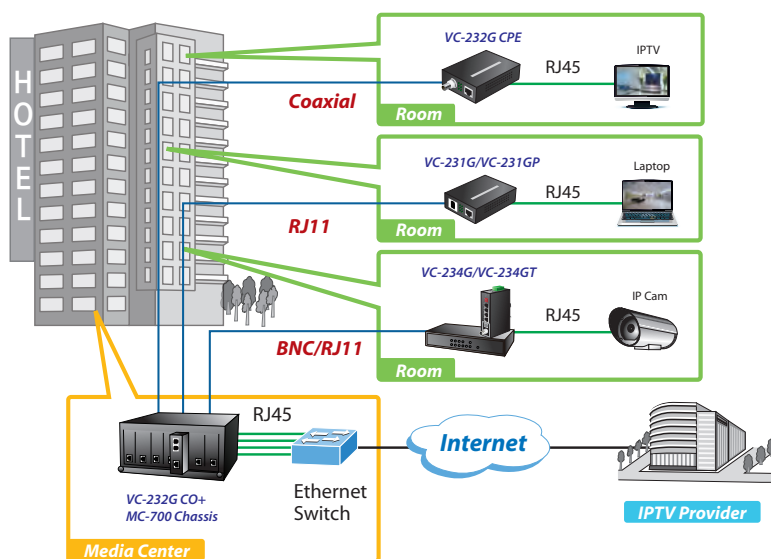 HOTEL
VC-232G CPE
IPTV
RJ45
Coaxial
Room
VC-231G/VC-231GP
Laptop
RJ45
RJ11
Room
VC-234G/VC-234GT
IP Cam
RJ45
BNC/RJ11
Room
RJ45
Internet
VC-232G CO+
MC-700 Chassis
Ethernet
Switch
IPTV Provider
Media Center